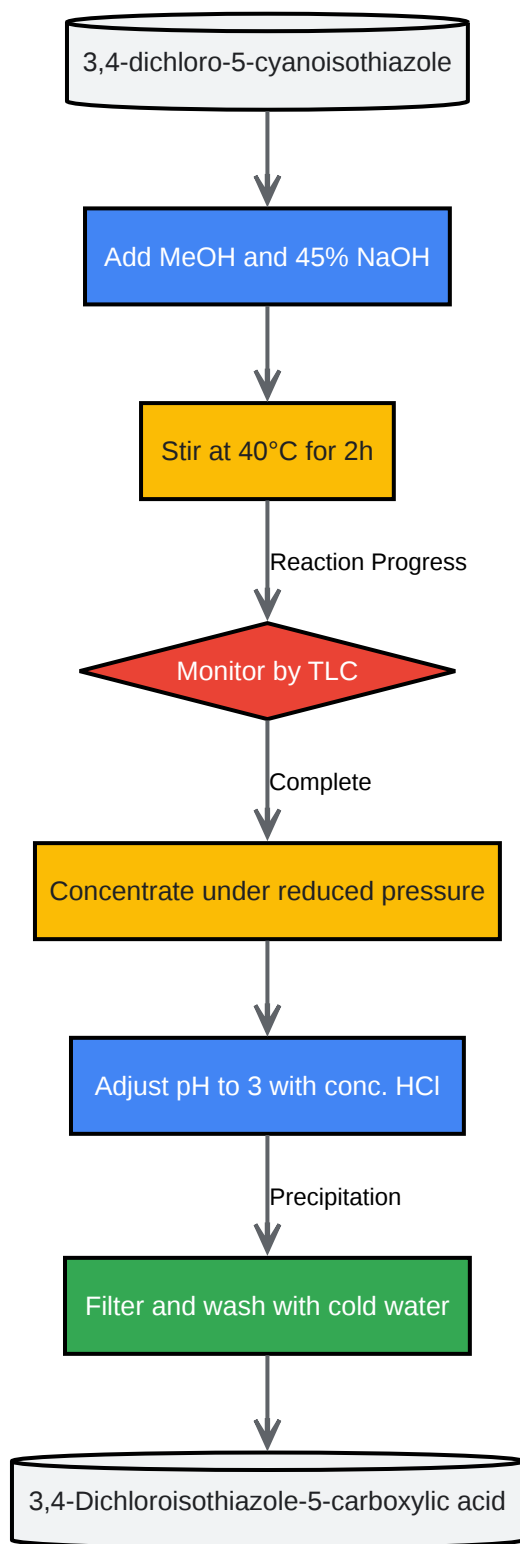 3,4-dichloro-5-cyanoisothiazole
Add MeOH and 45% NaOH
Stir at 40°C for 2h
Reaction Progress
Monitor by TLC
Complete
Concentrate under reduced pressure
Adjust pH to 3 with conc. HCl
Precipitation
Filter and wash with cold water
3,4-Dichloroisothiazole-5-carboxylic acid